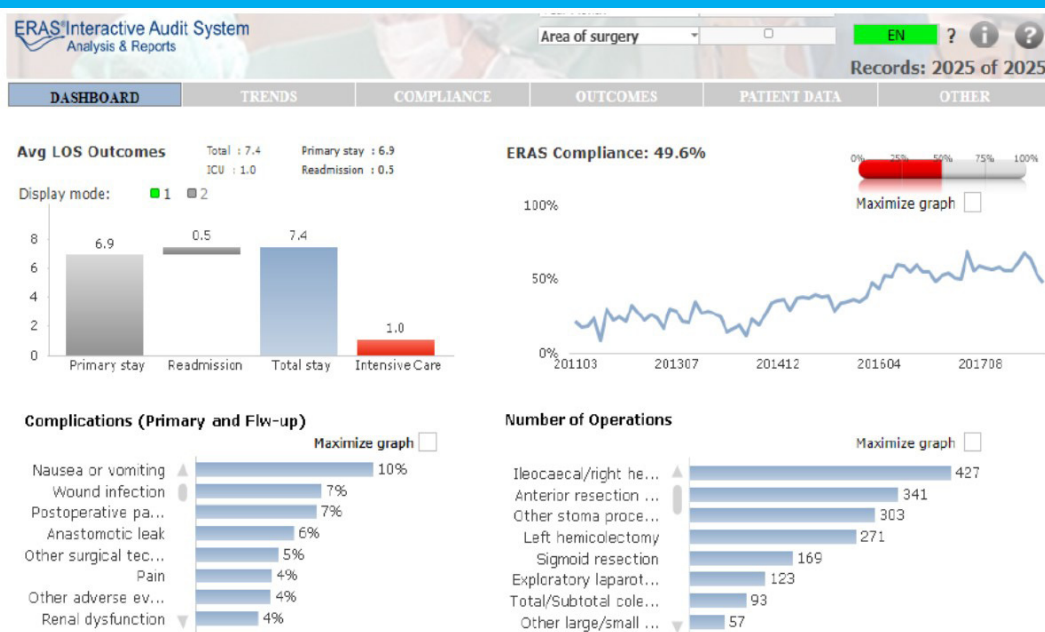 ERAS®Interactive Audit System
Analysis & Reports
Area of surgery
EN ?
Records: 2025 of 2025
DASHBOARD TRENDS COMPLIANCE OUTCOMES PATIENT DATA OTHER
Avg LOS Outcomes
Total : 7.4 Primary stay : 6.9
ICU : 1.0 Readmission : 0.5
Display mode: 1 2
8
6
4
2
0
6.9 0.5 7.4 1.0
Primary stay Readmission Total stay Intensive Care
ERAS Compliance: 49.6%
0% 25% 50% 75% 100%
Maximize graph
100%
50%
0%
201103 201307 201412 201604 201708
Complications (Primary and Flw-up)
Maximize graph
Nausea or vomiting 10%
Wound infection 7%
Postoperative pa... 7%
Anastomotic leak 6%
Other surgical tec... 5%
Pain 4%
Other adverse ev... 4%
Renal dysfunction 4%
Number of Operations
Maximize graph
Ileocaecal/right he... 427
Anterior resection ... 341
Other stoma proce... 303
Left hemicolectomy 271
Sigmoid resection 169
Exploratory laparot... 123
Total/Subtotal cole... 93
Other large/small ... 57